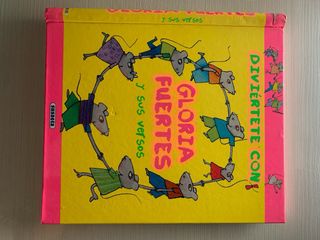 DIVIÉRTETE CON!
GLORIA
FUERTES
y sus versos
GLORIA FUERTES
y sus versos
SUSAETA